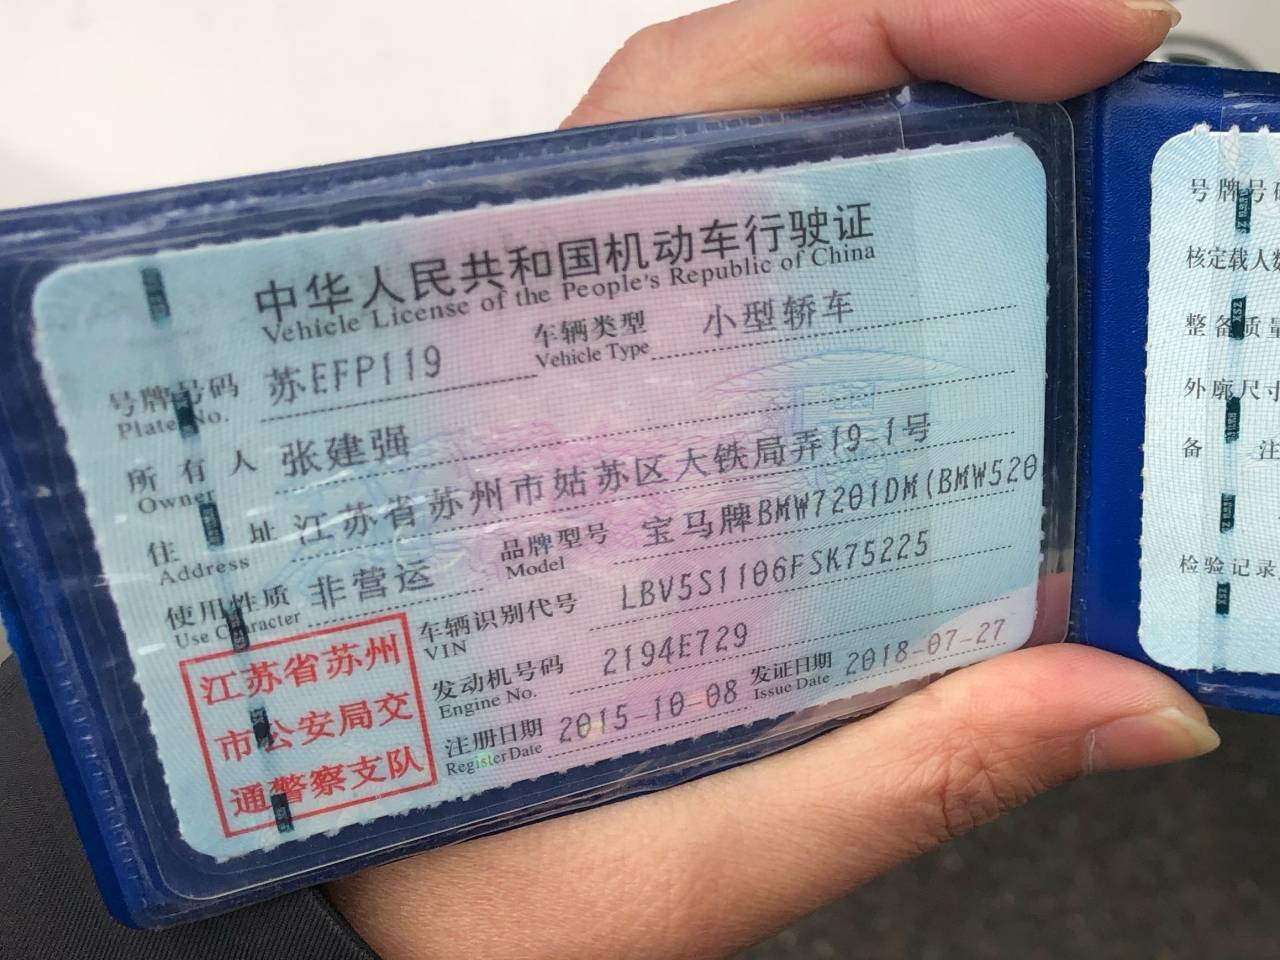 中华人民共和国机动车行驶证
Vehicle License of the People's Republic of China
号牌号码 苏EFP119 车辆类型 小型轿车
Plate No. Vehicle Type
所有人 张建强
Owner
住址 江苏省苏州市姑苏区大铁局弄19-1号
Address
使用性质 非营运 品牌型号 宝马牌BMW7201DM(BMW520
Use Character Model
车辆识别代号 LBV5S1106FSK75225
VIN
发动机号码 2194E729
Engine No.
注册日期 2015-10-08 发证日期 2018-07-27
Register Date Issue Date
江苏省苏州
市公安局交
通警察支队
号牌号码
核定载人数
整备质量
外廓尺寸
备注
检验记录